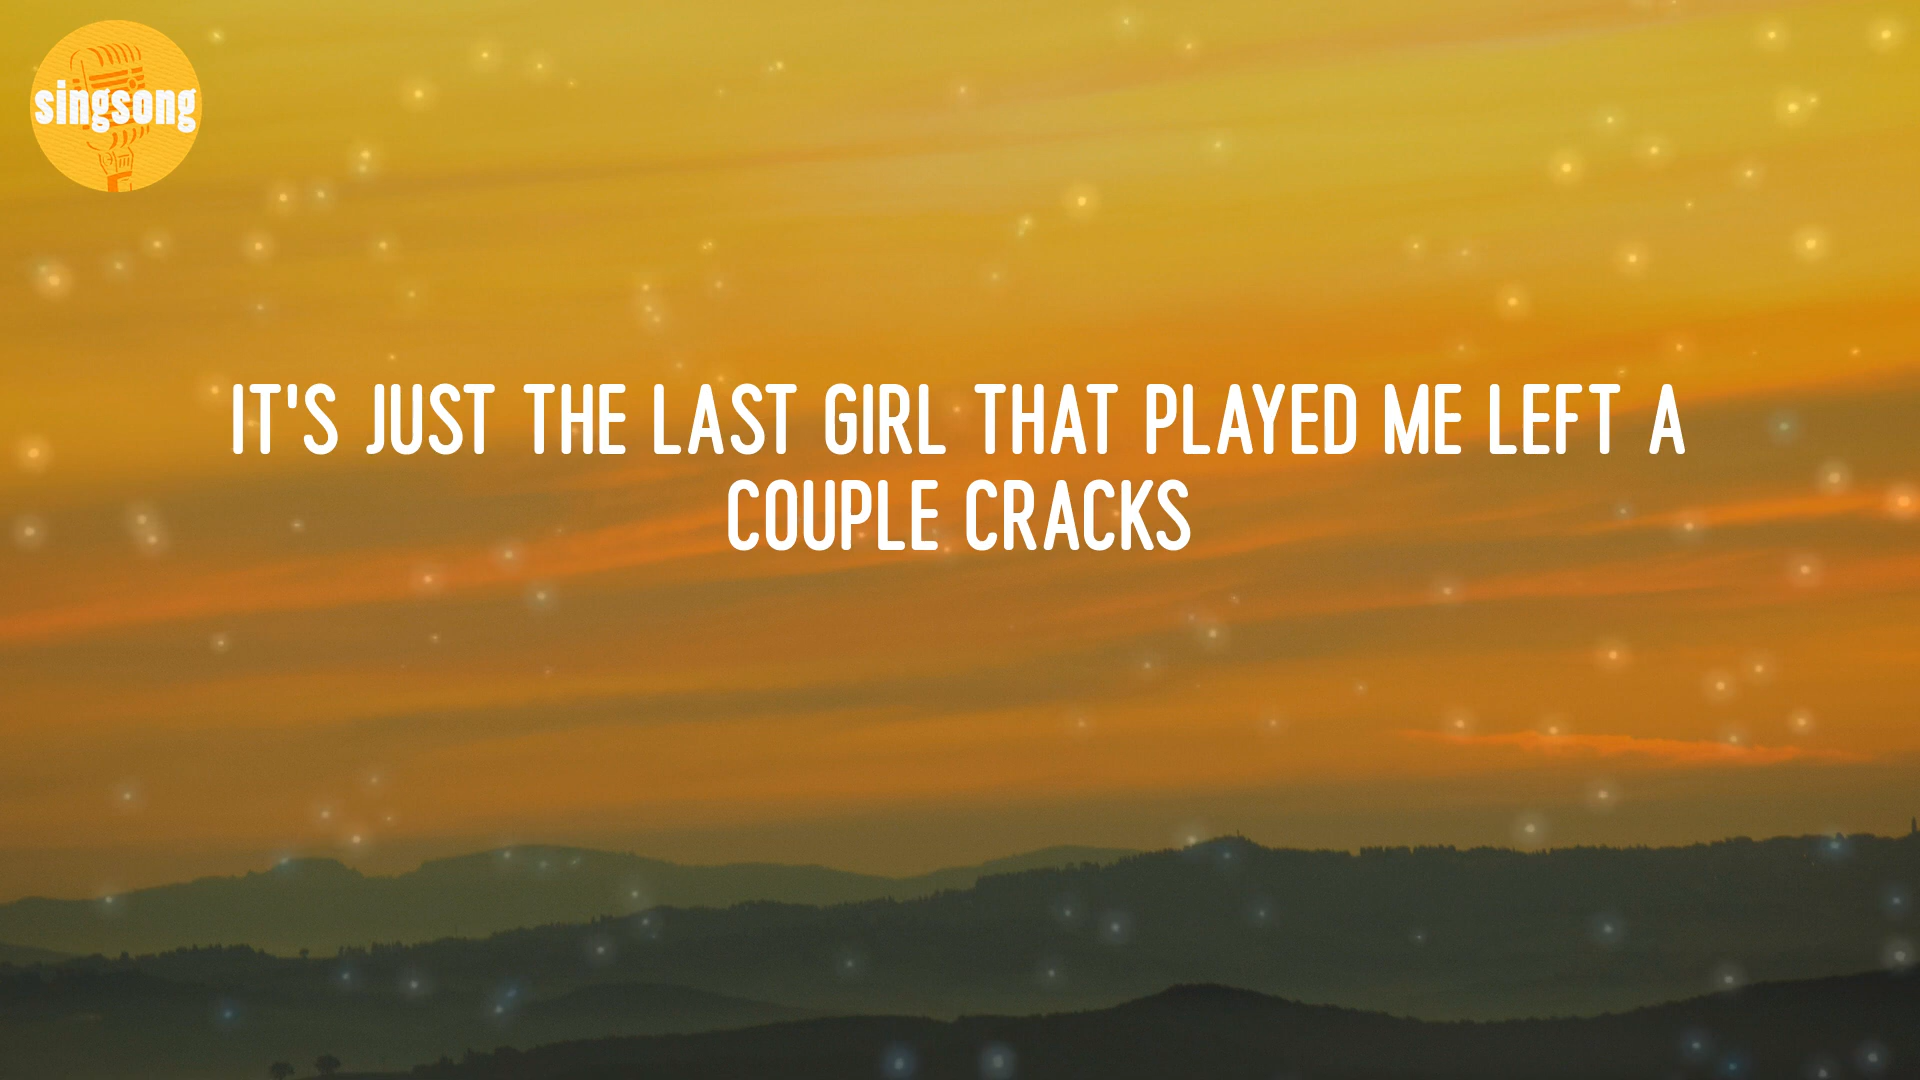 singsong
IT'S JUST THE LAST GIRL THAT PLAYED ME LEFT A
COUPLE CRACKS